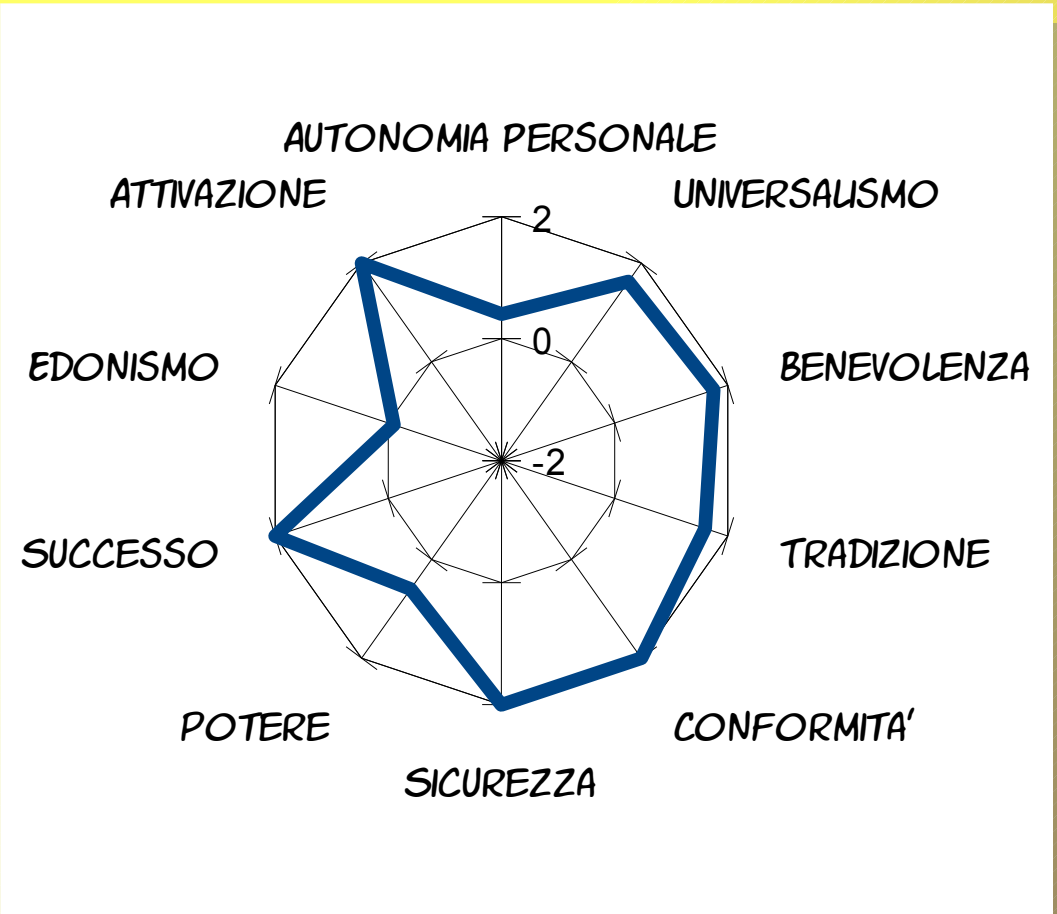 AUTONOMIA PERSONALE
ATTIVAZIONE
UNIVERSALISMO
2
EDONISMO
0
BENEVOLENZA
-2
SUCCESSO
TRADIZIONE
POTERE
CONFORMITA'
SICUREZZA